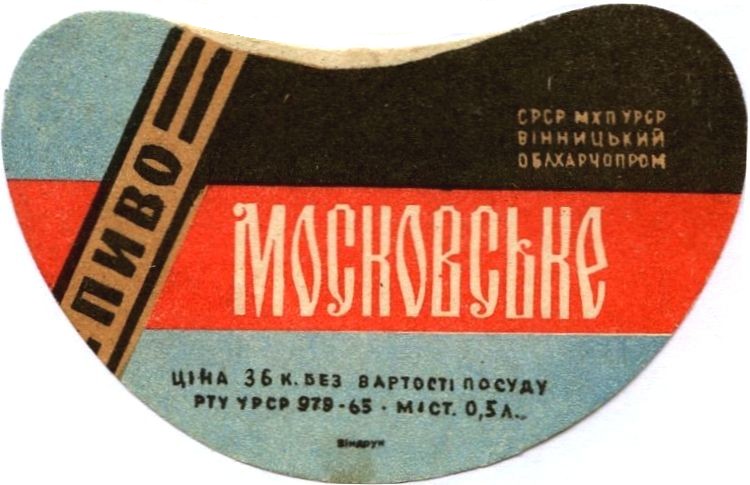 ПИВО
СРСР МХП УРСР
ВІННИЦЬКИЙ
ОБЛХАРЧОПРОМ
МОСКОВСЬКЕ
ЦІНА 36 К. БЕЗ ВАРТОСТІ ПОСУДУ
РТУ УРСР 979-65 · МІСТ. 0,5 Л.
Віндрук